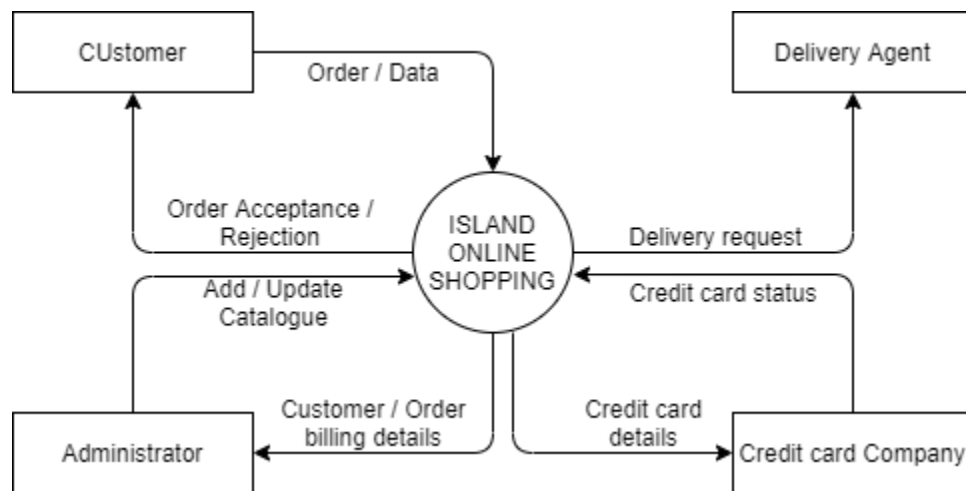 CUstomer
Order / Data
Delivery Agent
Order Acceptance /
Rejection
ISLAND
ONLINE
SHOPPING
Delivery request
Add / Update
Catalogue
Credit card status
Customer / Order
billing details
Credit card
details
Administrator
Credit card Company